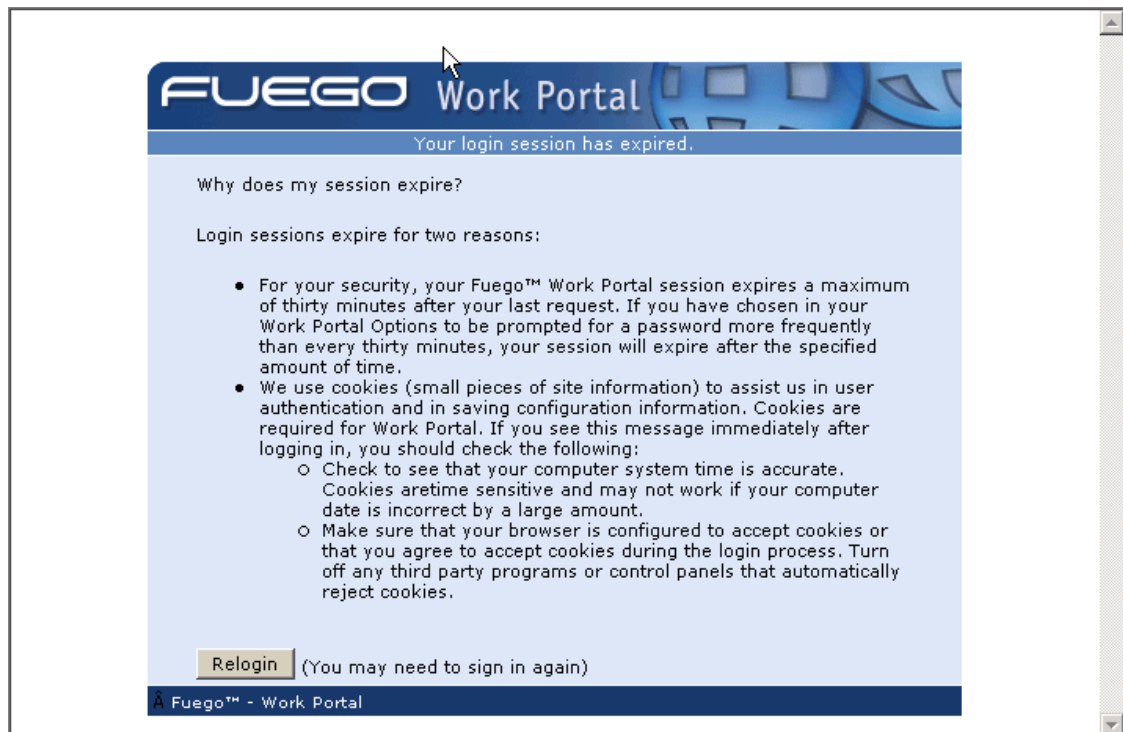 FUEGO Work Portal
Your login session has expired.
Why does my session expire?
Login sessions expire for two reasons:
● For your security, your Fuego™ Work Portal session expires a maximum
of thirty minutes after your last request. If you have chosen in your
Work Portal Options to be prompted for a password more frequently
than every thirty minutes, your session will expire after the specified
amount of time.
● We use cookies (small pieces of site information) to assist us in user
authentication and in saving configuration information. Cookies are
required for Work Portal. If you see this message immediately after
logging in, you should check the following:
○ Check to see that your computer system time is accurate.
Cookies aretime sensitive and may not work if your computer
date is incorrect by a large amount.
○ Make sure that your browser is configured to accept cookies or
that you agree to accept cookies during the login process. Turn
off any third party programs or control panels that automatically
reject cookies.
Relogin (You may need to sign in again)
Â Fuego™ - Work Portal